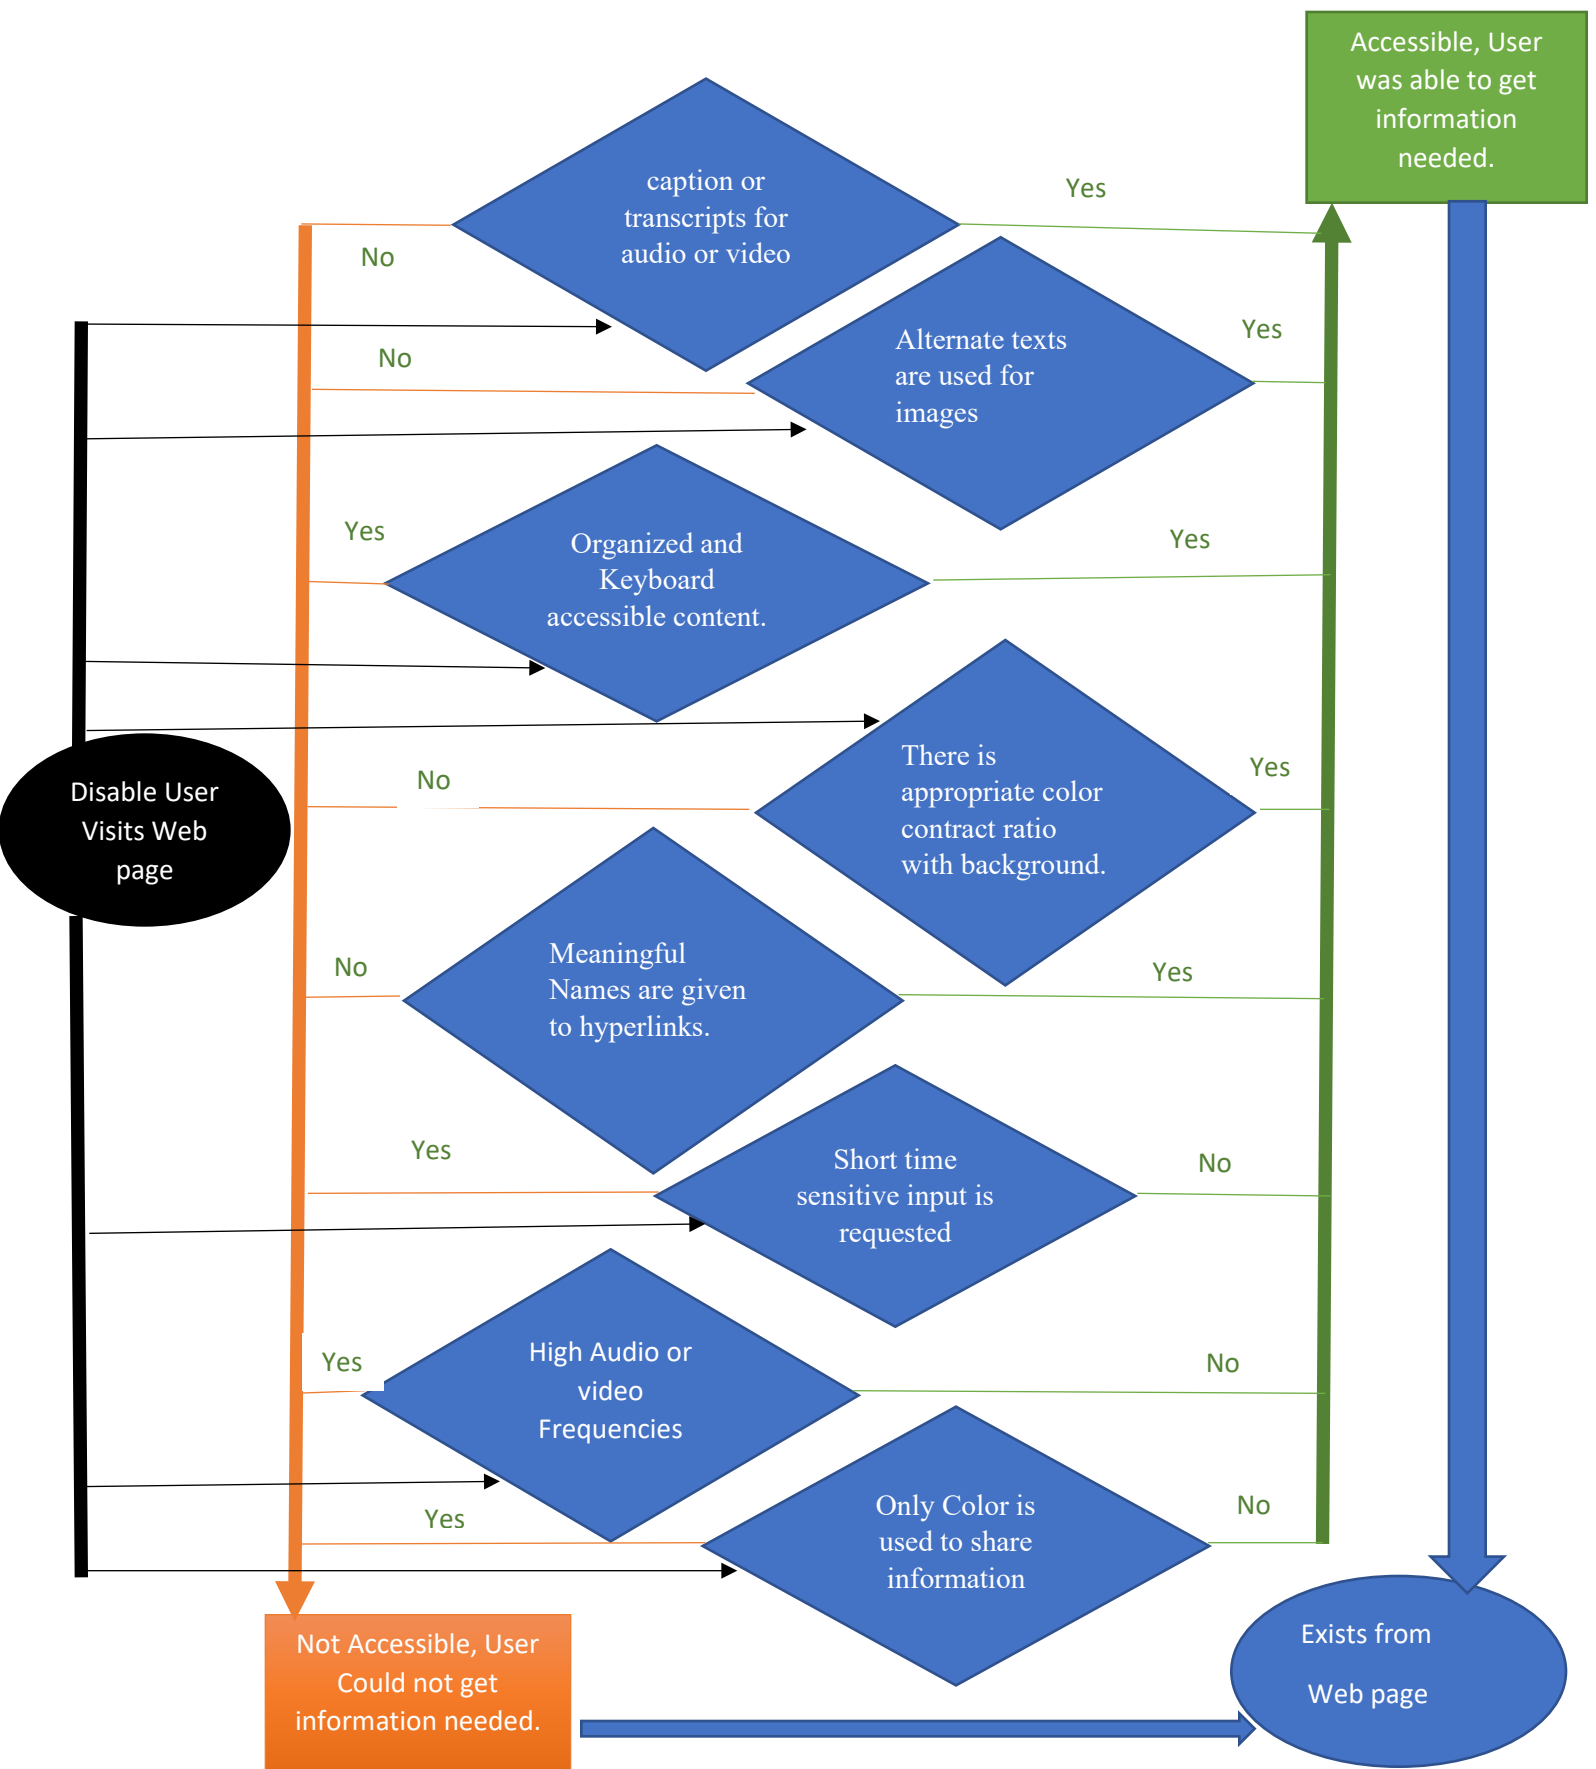 Accessible, User
was able to get
information
needed.
caption or
transcripts for
audio or video
Yes
No
Alternate texts
are used for
images
Yes
No
Organized and
Keyboard
accessible content.
Yes
Yes
There is
appropriate color
contract ratio
with background.
Yes
No
Disable User
Visits Web
page
Meaningful
Names are given
to hyperlinks.
No
Yes
Short time
sensitive input is
requested
Yes
No
High Audio or
video
Frequencies
Yes
No
Only Color is
used to share
information
Yes
No
Not Accessible, User
Could not get
information needed.
Exists from
Web page